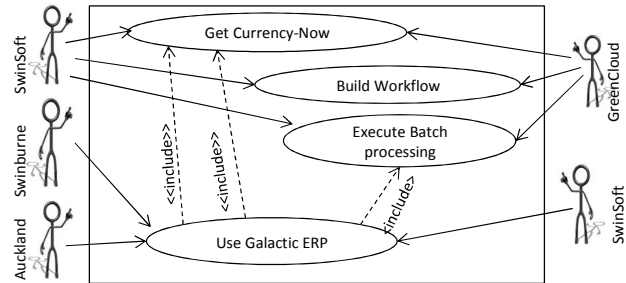 SwinSoft
Get Currency-Now
GreenCloud
Build Workflow
Swinburne
Execute Batch
processing
<<include>>
<<include>>
<include>
Auckland
Use Galactic ERP
SwinSoft